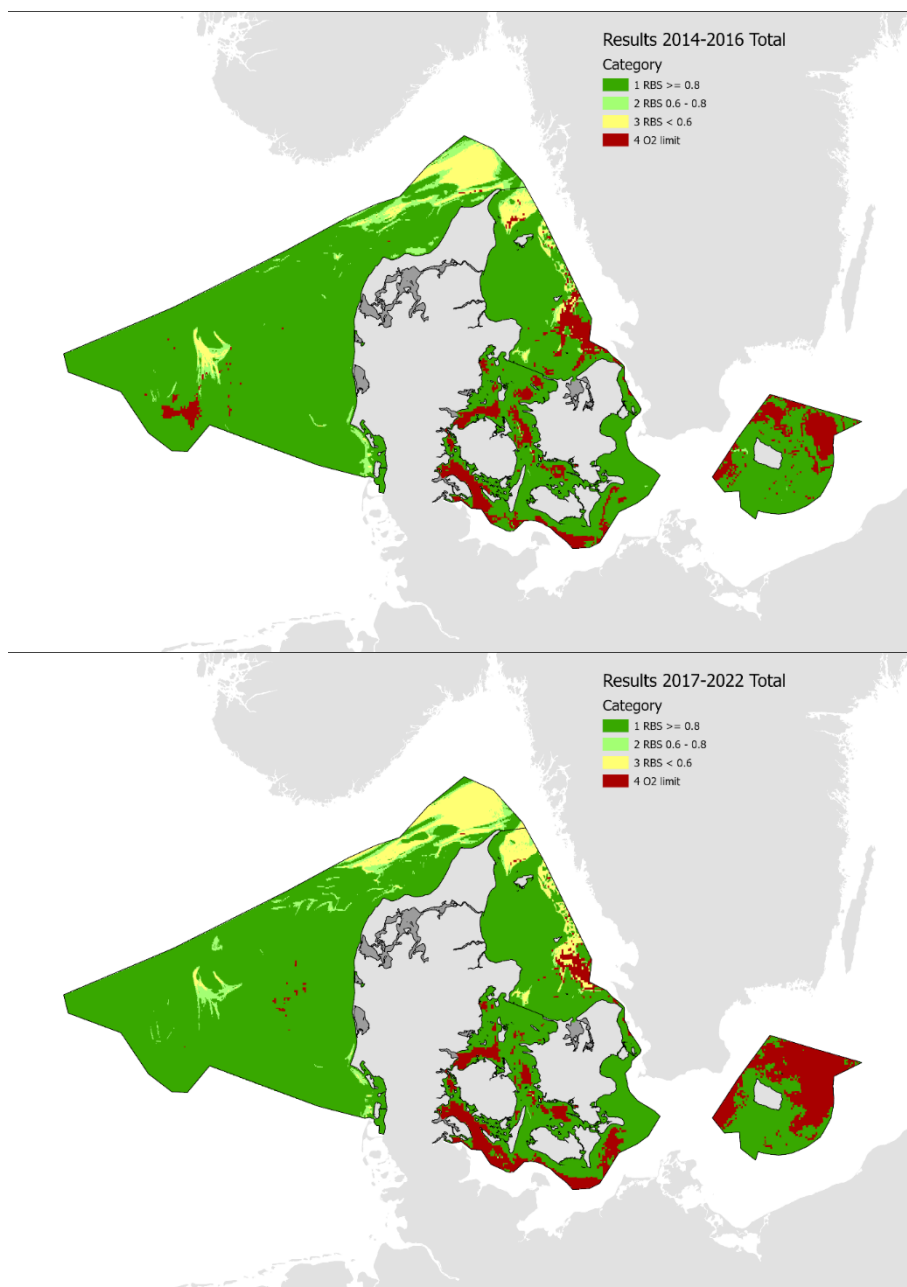 Results 2014-2016 Total
Category
1 RBS >= 0.8
2 RBS 0.6 - 0.8
3 RBS < 0.6
4 O2 limit
Results 2017-2022 Total
Category
1 RBS >= 0.8
2 RBS 0.6 - 0.8
3 RBS < 0.6
4 O2 limit